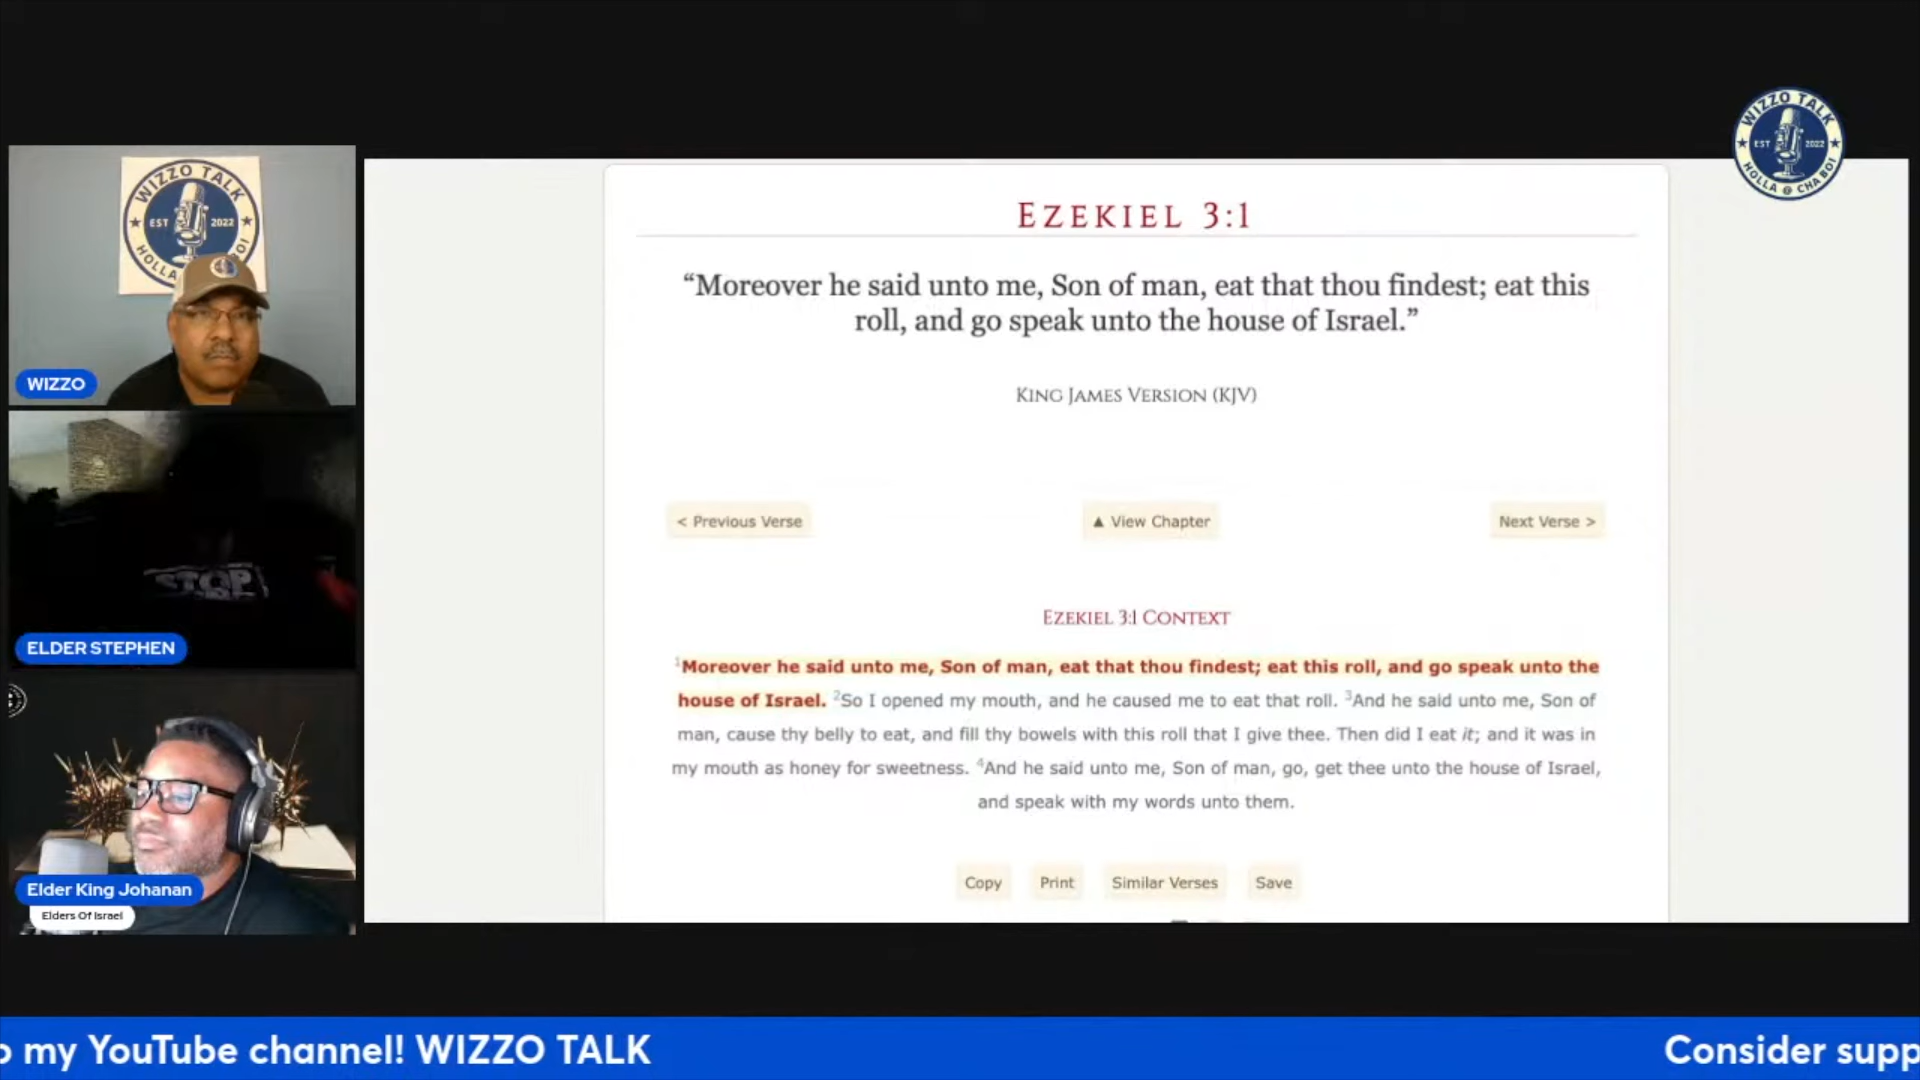 WIZZO TALK
EST 2022
HOLLA @ CHA BOI
EZEKIEL 3:1
“Moreover he said unto me, Son of man, eat that thou findest; eat this
roll, and go speak unto the house of Israel.”
KING JAMES VERSION (KJV)
< Previous Verse
▲ View Chapter
Next Verse >
EZEKIEL 3:1 CONTEXT
1Moreover he said unto me, Son of man, eat that thou findest; eat this roll, and go speak unto the
house of Israel. 2So I opened my mouth, and he caused me to eat that roll. 3And he said unto me, Son of
man, cause thy belly to eat, and fill thy bowels with this roll that I give thee. Then did I eat it; and it was in
my mouth as honey for sweetness. 4And he said unto me, Son of man, go, get thee unto the house of Israel,
and speak with my words unto them.
Copy
Print
Similar Verses
Save
WIZZO TALK
EST 2022
HOLLA
WIZZO
STOP
ELDER STEPHEN
Elder King Johanan
Elders Of Israel
o my YouTube channel! WIZZO TALK
Consider supp